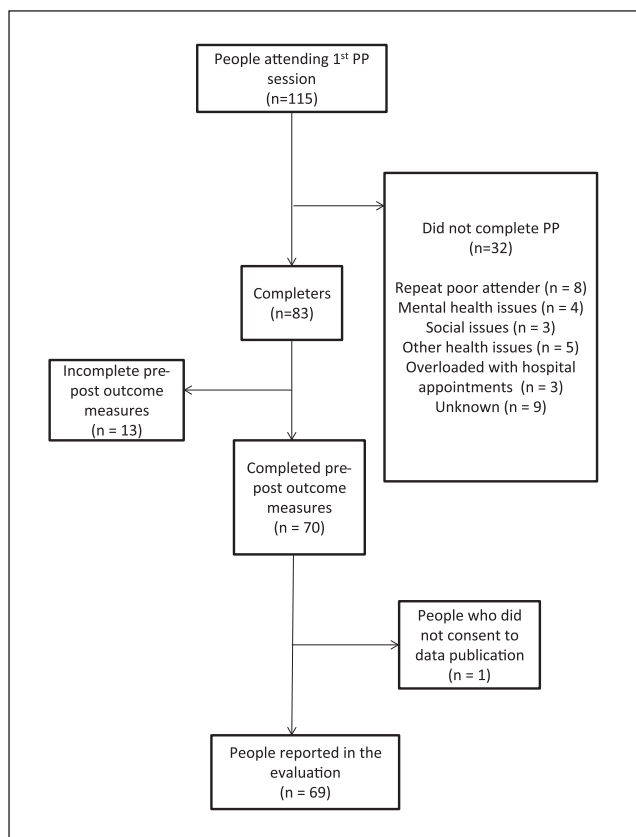 People attending 1st PP
session
(n=115)
Did not complete PP
(n=32)
Repeat poor attender (n = 8)
Mental health issues (n = 4)
Social issues (n = 3)
Other health issues (n = 5)
Overloaded with hospital
appointments (n = 3)
Unknown (n = 9)
Completers
(n=83)
Incomplete pre-
post outcome
measures
(n = 13)
Completed pre-
post outcome
measures
(n = 70)
People who did
not consent to
data publication
(n = 1)
People reported in the
evaluation
(n = 69)